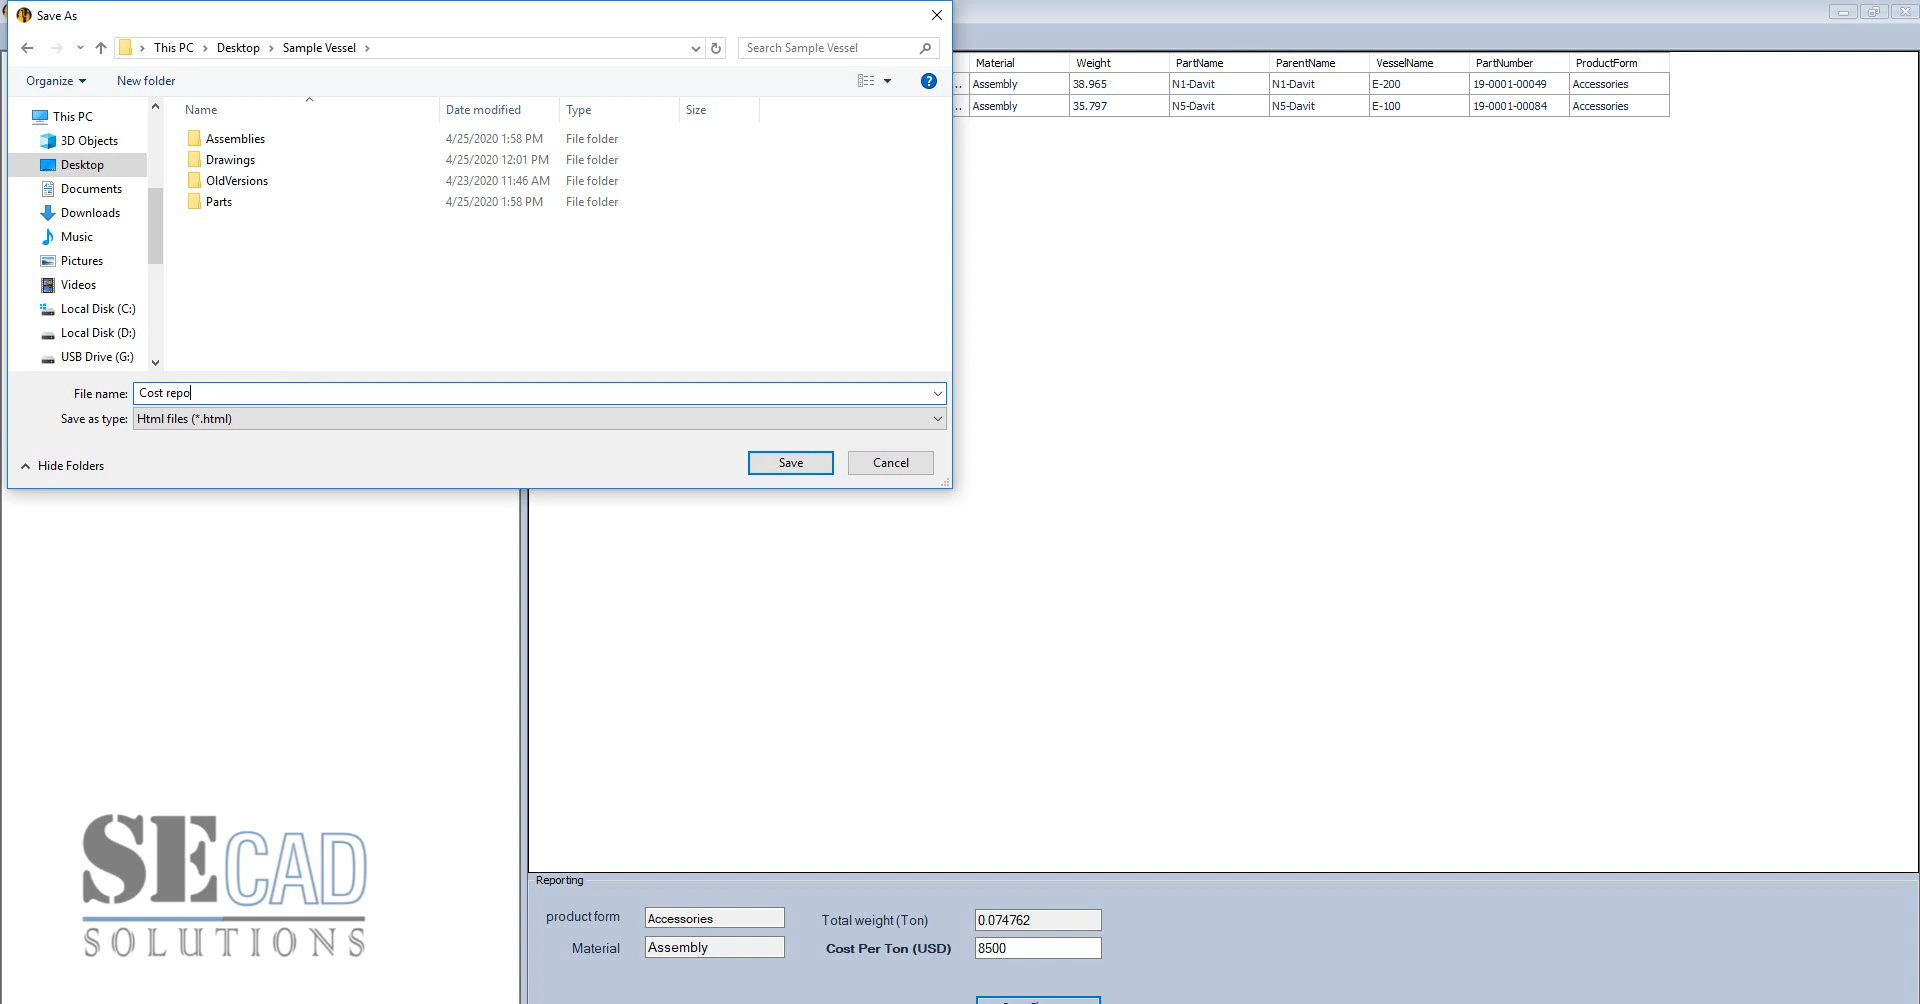 Save As
This PC > Desktop > Sample Vessel >
Search Sample Vessel
Organize
New folder
Name Date modified Type Size
This PC
3D Objects
Desktop
Documents
Downloads
Music
Pictures
Videos
Local Disk (C:)
Local Disk (D:)
USB Drive (G:)
Assemblies 4/25/2020 1:58 PM File folder
Drawings 4/25/2020 12:01 PM File folder
OldVersions 4/23/2020 11:46 AM File folder
Parts 4/25/2020 1:58 PM File folder
File name: Cost repo
Save as type: Html files (*.html)
Hide Folders
Save
Cancel
Material Weight PartName ParentName VesselName PartNumber ProductForm
.. Assembly 38.965 N1-Davit N1-Davit E-200 19-0001-00049 Accessories
.. Assembly 35.797 N5-Davit N5-Davit E-100 19-0001-00084 Accessories
SECAD
SOLUTIONS
Reporting
product form Accessories Total weight (Ton) 0.074762
Material Assembly Cost Per Ton (USD) 8500